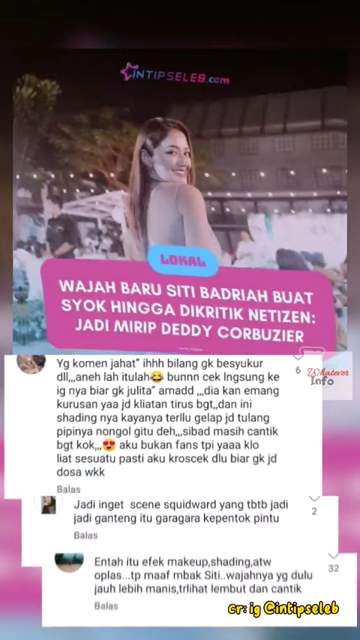 INTIPSELEB.com
LOKAL
WAJAH BARU SITI BADRIAH BUAT
SYOK HINGGA DIKRITIK NETIZEN:
JADI MIRIP DEDDY CORBUZIER
Yg komen jahat" ihhh bilang gk besyukur
dll,,,aneh lah itulah😂 bunnn cek lngsung ke
ig nya biar gk julita" amadd ,,,dia kan emang
kurusan yaa jd kliatan tirus bgt,,dan ini
shading nya kayanya terllu gelap jd tulang
pipinya nongol gitu deh,,,sibad masih cantik
bgt kok,,,😍 aku bukan fans tpi yaaa klo
liat sesuatu pasti aku kroscek dlu biar gk jd
dosa wkk
Balas
6
Whatever
Info
Jadi inget scene squidward yang tbtb jadi
jadi ganteng itu garagara kepentok pintu
Balas
2
Entah itu efek makeup,shading,atw
oplas...tp maaf mbak Siti..wajahnya yg dulu
jauh lebih manis,trlihat lembut dan cantik
Balas
32
cr: ig @intipseleb